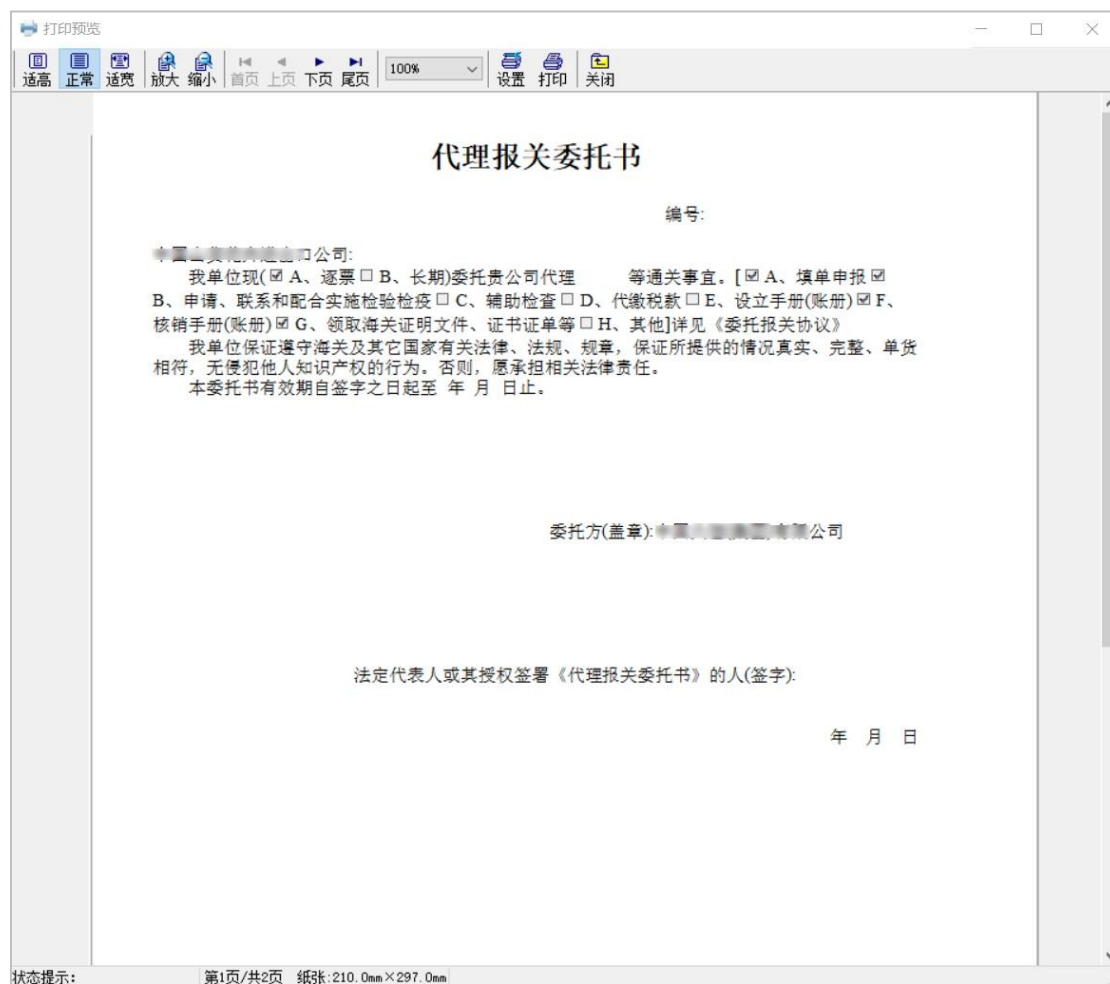 打印预览
适高 正常 适宽 放大 缩小 首页 上页 下页 尾页 100% 设置 打印 关闭
代理报关委托书
编号:
口公司:
我单位现(☑ A、逐票 ☐ B、长期)委托贵公司代理 等通关事宜。[ ☑ A、填单申报 ☑
B、申请、联系和配合实施检验检疫 ☐ C、辅助检查 ☐ D、代缴税款 ☐ E、设立手册(账册) ☑ F、
核销手册(账册) ☑ G、领取海关证明文件、证书证单等 ☐ H、其他]详见《委托报关协议》
我单位保证遵守海关及其它国家有关法律、法规、规章，保证所提供的情况真实、完整、单货
相符，无侵犯他人知识产权的行为。否则，愿承担相关法律责任。
本委托书有效期自签字之日起至 年 月 日止。
委托方(盖章): 公司
法定代表人或其授权签署《代理报关委托书》的人(签字):
年 月 日
状态提示: 第1页/共2页 纸张:210.0mm×297.0mm